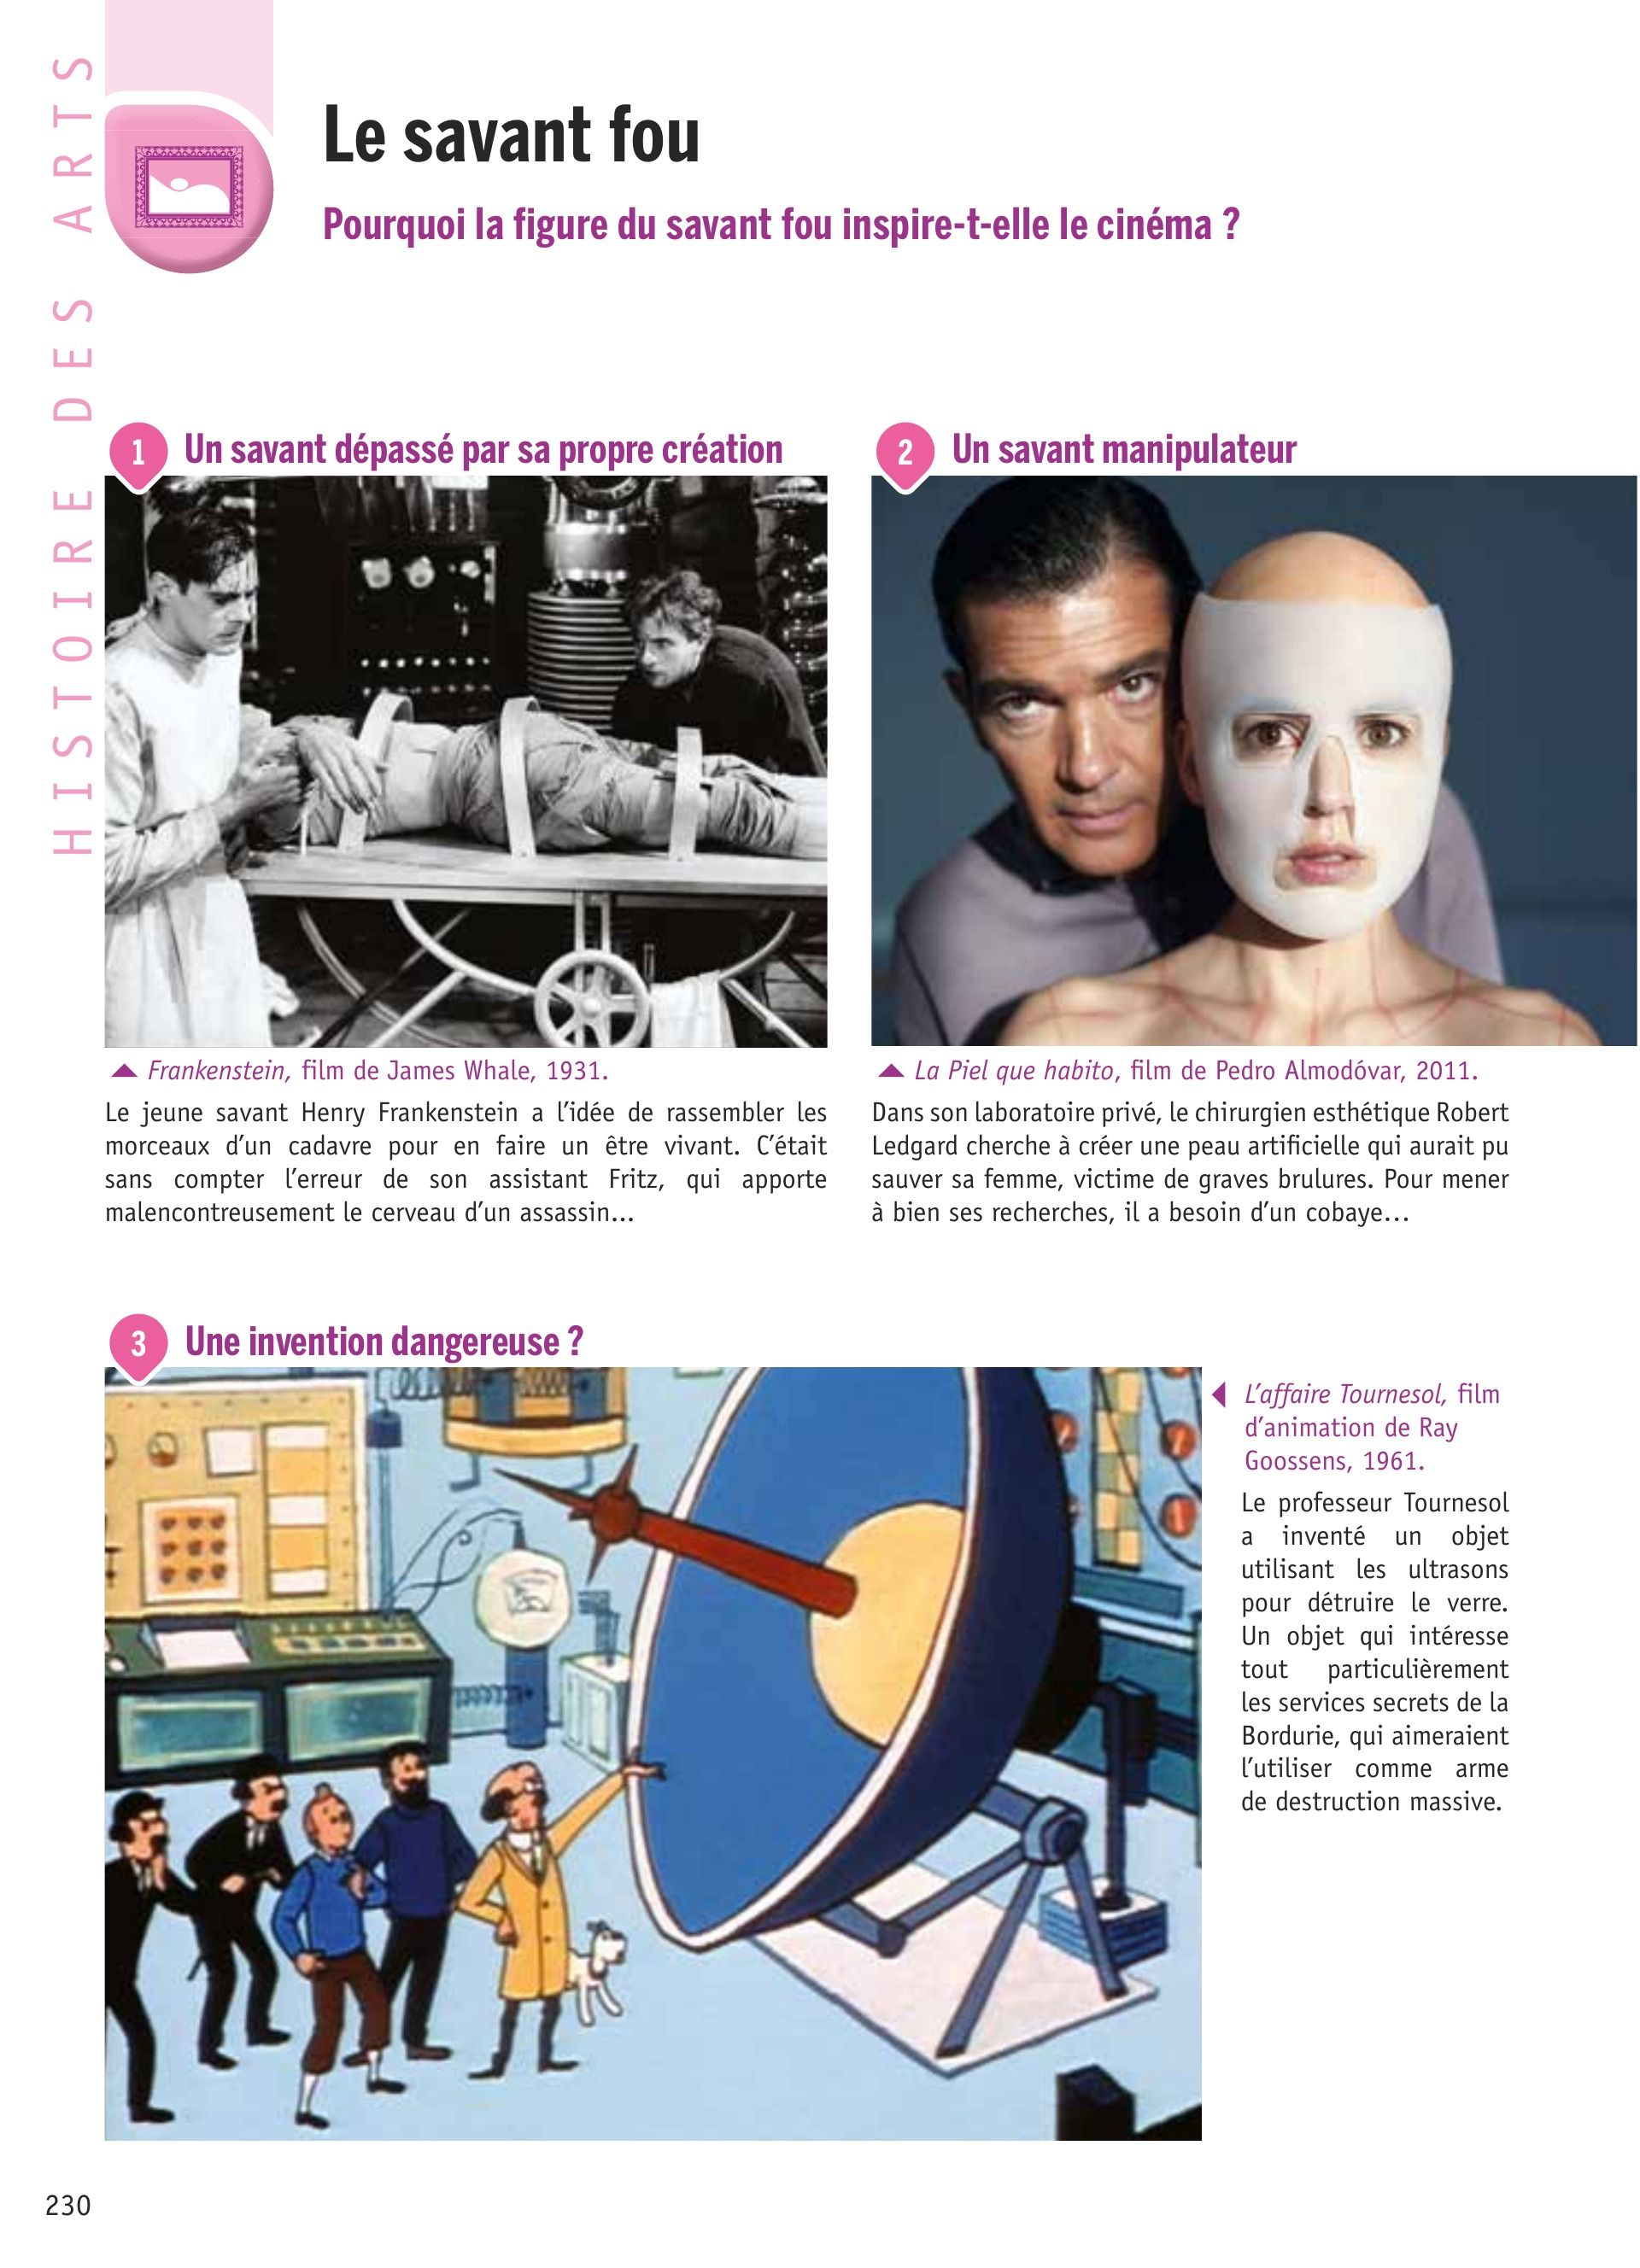 HISTOIRE DES ARTS
Le savant fou
Pourquoi la figure du savant fou inspire-t-elle le cinéma ?
1 Un savant dépassé par sa propre création
Frankenstein, film de James Whale, 1931.
Le jeune savant Henry Frankenstein a l’idée de rassembler les
morceaux d’un cadavre pour en faire un être vivant. C’était
sans compter l’erreur de son assistant Fritz, qui apporte
malencontreusement le cerveau d’un assassin...
2 Un savant manipulateur
La Piel que habito, film de Pedro Almodóvar, 2011.
Dans son laboratoire privé, le chirurgien esthétique Robert
Ledgard cherche à créer une peau artificielle qui aurait pu
sauver sa femme, victime de graves brulures. Pour mener
à bien ses recherches, il a besoin d’un cobaye…
3 Une invention dangereuse ?
L’affaire Tournesol, film
d’animation de Ray
Goossens, 1961.
Le professeur Tournesol
a inventé un objet
utilisant les ultrasons
pour détruire le verre.
Un objet qui intéresse
tout particulièrement
les services secrets de la
Bordurie, qui aimeraient
l’utiliser comme arme
de destruction massive.
230